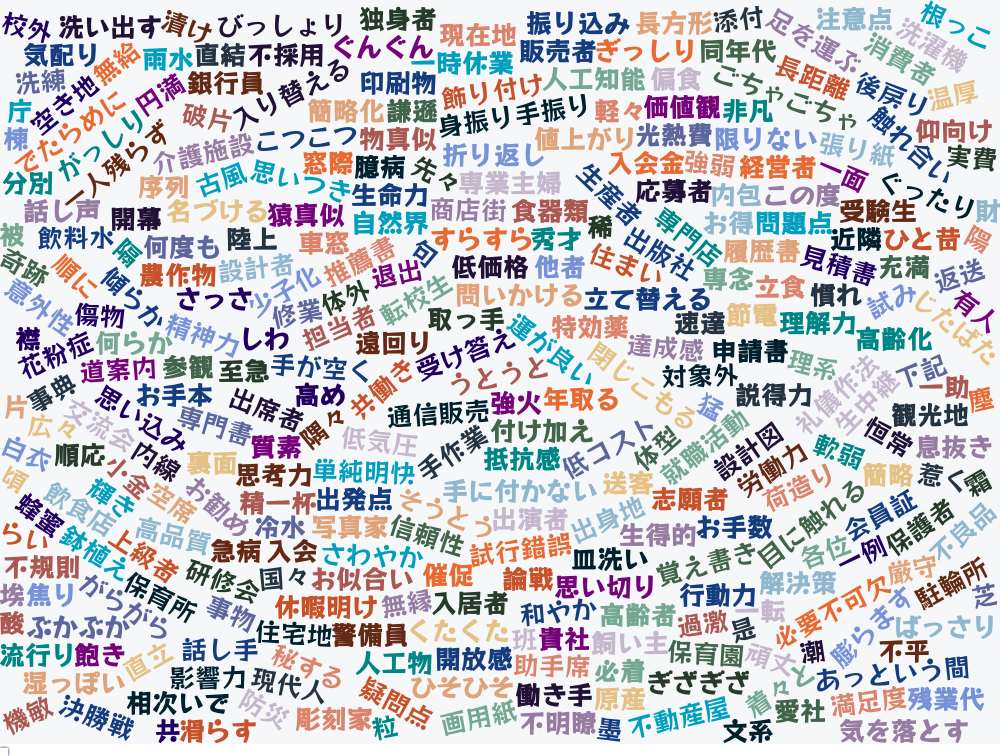 校外 洗い出す 漬け びっしょり 独身者 現在地 振り込み 長方形 添付 足を運ぶ 注意点 洗濯機 根っこ
気配り 無給 雨水 直結 不採用 ぐんぐん 一時休業 販売者 ぎっしり 同年代 消費者
洗練 空き地 円満 銀行員 入り替える 印刷物 飾り付け 人工知能 偏食 ごちゃごちゃ 長距離 後戻り 温厚
庁 でたらめに 破片 簡略化 謙遜 身振り手振り 軽々 価値観 非凡 触れ合い 仰向け
棟 がっしり 一人残らず 介護施設 こつこつ 物真似 折り返し 値上がり 光熱費 限りない 張り紙 実費
分別 序列 古風 思いつき 窓際 臆病 先々 専業主婦 生産者 入会金 強弱 経営者 一面 ぐったり
話し声 開幕 名づける 猿真似 生命力 自然界 商店街 食器類 稀 応募者 内包 この度 受験生 財
被 飲料水 隔 何度も 陸上 車窓 推薦書 旬 すらすら 秀才 出版社 専門店 お得 問題点 履歴書 近隣 ひと昔 陽
奇跡 順に 傾らか 農作物 設計者 少子化 退出 低価格 他者 住まい 専念 立食 見積書 充満 返送
意外性 傷物 さっさ 修業 体外 転校生 問いかける 立て替える 節電 慣れ 試み じたばた 有人
襟 花粉症 何らか 精神力 しわ 担当者 遠回り 取っ手 運が良い 特効薬 速達 理解力 高齢化
道案内 参観 至急 手が空く 受け答え 閉じこもる 達成感 申請書 理系 礼儀作法 生中継 下記
事典 思い込み お手本 出席者 高め 共働き うとうと 対象外 説得力 一助 塵
片 広々 交流会 専門書 質素 隅々 通信販売 強火 年取る 猛 就職活動 設計図 恒常 観光地 息抜き
白衣 順応 内線 裏面 思考力 低気圧 手作業 付け加え 抵抗感 低コスト 体型 労働力 軟弱 簡略 惹く 霜
頃 小金 空席 お勧め 単純明快 手に付かない 送客 志願者 荷造り 会員証 保護者 不良品
蜂蜜 飲食店 輝き 高品質 精一杯 出発点 そうとう 出演者 出身地 生得的 お手数 目に触れる 一例
らい 鉢植え 上級者 急病 冷水 入会 写真家 さわやか 信頼性 試行錯誤 皿洗い 覚え書き 各位 厳守
不規則 研修会 国々 お似合い 催促 論戦 思い切り 行動力 解決策 必要不可欠 駐輪所 芝
埃 焦り がらがら 保育所 事物 休暇明け 無縁 入居者 和やか 高齢者 過激 一転 膨らます ばっさり
酸 ぶかぶか 住宅地 警備員 くたくた 班 貴社 飼い主 是 潮 不平
流行り 飽き 直立 話し手 秘する 人工物 開放感 助手席 必着 保育園 頑丈 あっという間
湿っぽい 影響力 現代人 疑問点 ひそひそ 働き手 原産 ぎざぎざ 着々と 満足度 残業代
機敏 決勝戦 相次いで 共 滑らす 防災 彫刻家 粒 画用紙 不明瞭 墨 不動産屋 文系 愛社 気を落とす